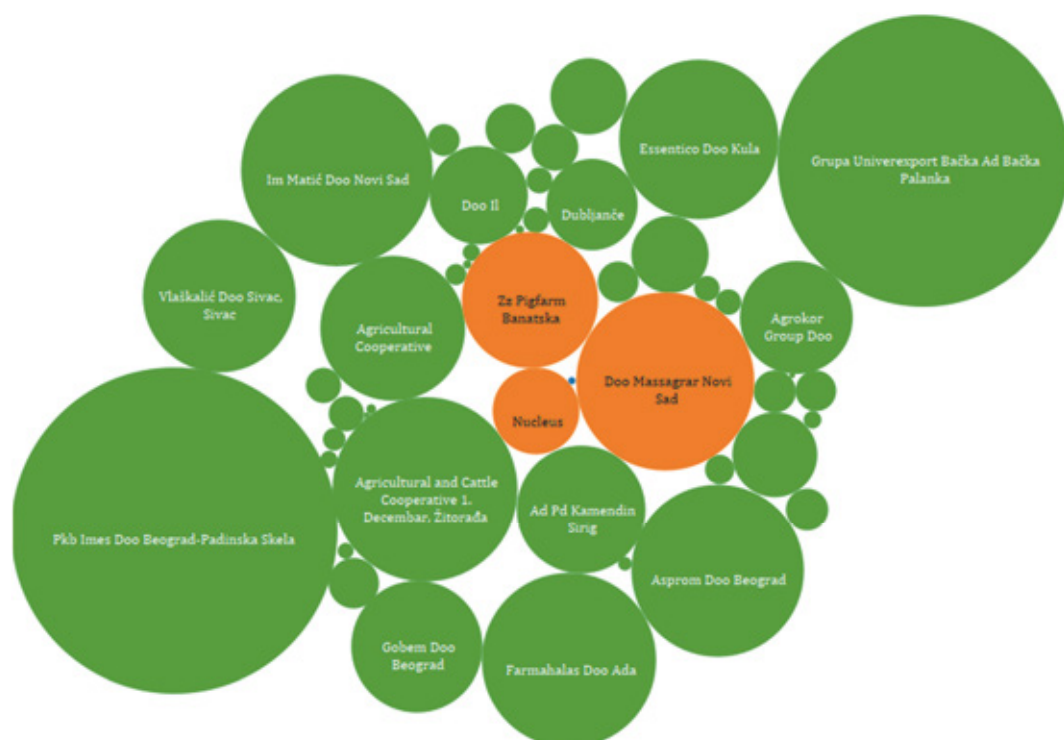 Essentico Doo Kula
Grupa Univerexport Bačka Ad Bačka
Palanka
Im Matić Doo Novi Sad
Doo Il
Dubljanče
Vlaškalić Doo Sivac,
Sivac
Zz Pigfarm
Banatska
Agricultural
Cooperative
Agrokor
Group Doo
Doo Massagrar Novi
Sad
Nucleus
Agricultural and Cattle
Cooperative 1.
Decembar, Žitorađa
Ad Pd Kamendin
Sirig
Pkb Imes Doo Beograd-Padinska Skela
Asprom Doo Beograd
Gobem Doo
Beograd
Farmahalas Doo Ada